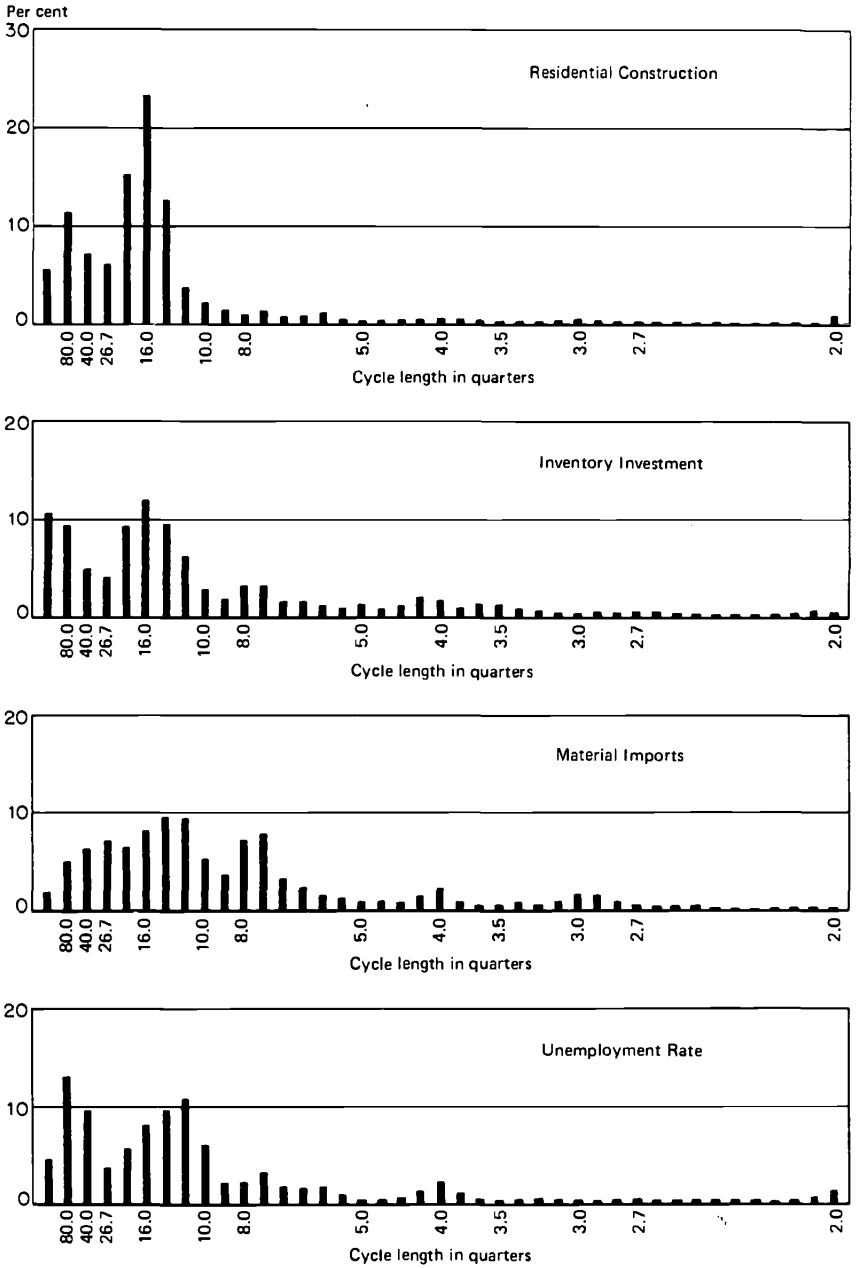 Per cent
30
Residential Construction
20
10
0
80.0 40.0 26.7 16.0 10.0 8.0 5.0 4.0 3.5 3.0 2.7 2.0
Cycle length in quarters
20
Inventory Investment
10
0
80.0 40.0 26.7 16.0 10.0 8.0 5.0 4.0 3.5 3.0 2.7 2.0
Cycle length in quarters
20
Material Imports
10
0
80.0 40.0 26.7 16.0 10.0 8.0 5.0 4.0 3.5 3.0 2.7 2.0
Cycle length in quarters
20
Unemployment Rate
10
0
80.0 40.0 26.7 16.0 10.0 8.0 5.0 4.0 3.5 3.0 2.7 2.0
Cycle length in quarters